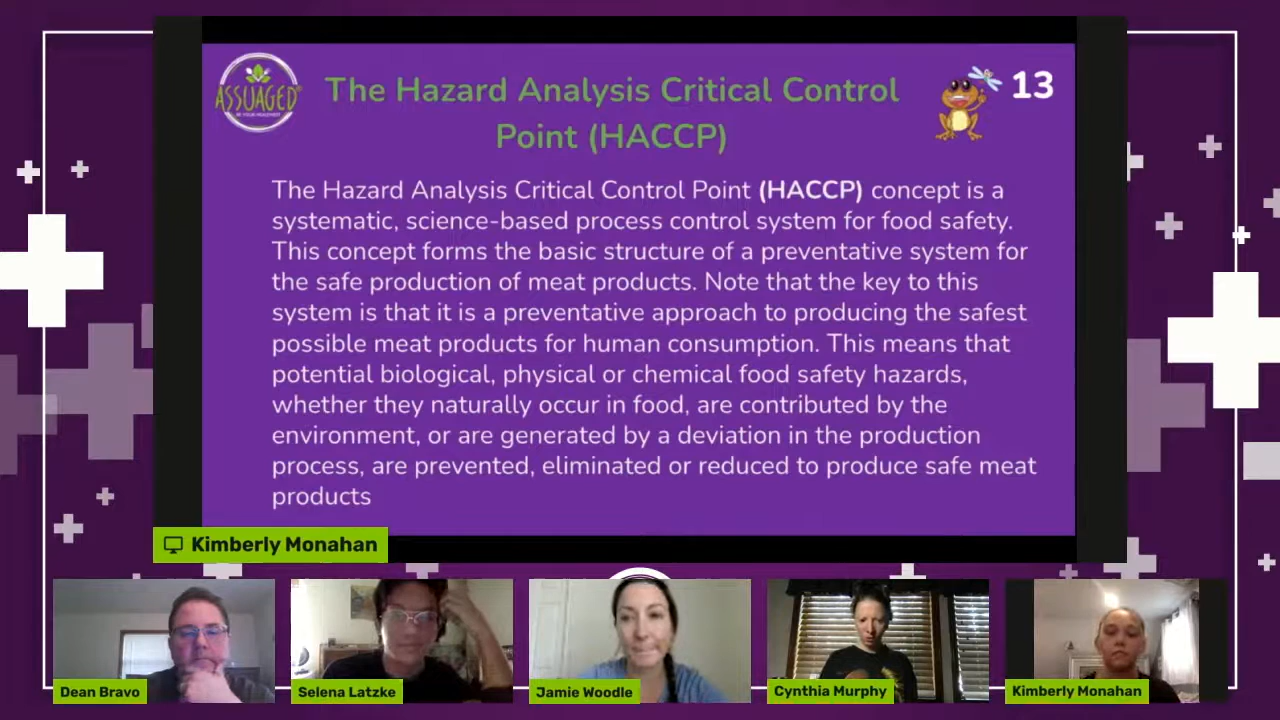 ASSUAGED
The Hazard Analysis Critical Control
Point (HACCP)
13
The Hazard Analysis Critical Control Point (HACCP) concept is a
systematic, science-based process control system for food safety.
This concept forms the basic structure of a preventative system for
the safe production of meat products. Note that the key to this
system is that it is a preventative approach to producing the safest
possible meat products for human consumption. This means that
potential biological, physical or chemical food safety hazards,
whether they naturally occur in food, are contributed by the
environment, or are generated by a deviation in the production
process, are prevented, eliminated or reduced to produce safe meat
products
Kimberly Monahan
Dean Bravo
Selena Latzke
Jamie Woodle
Cynthia Murphy
Kimberly Monahan